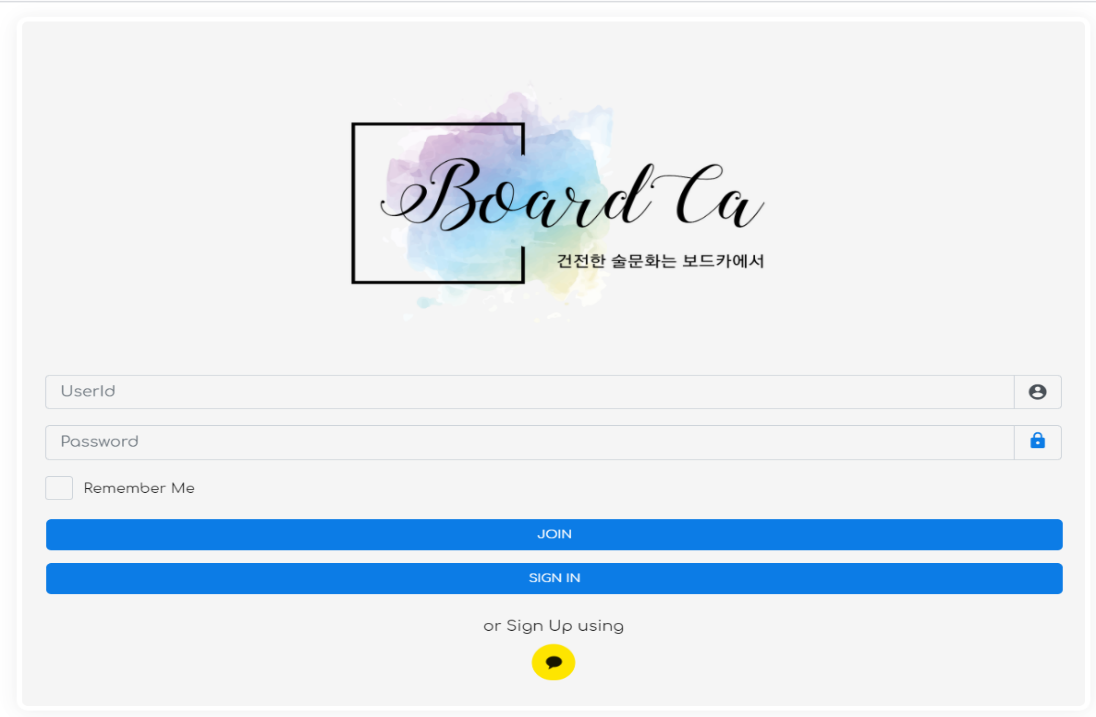 Board Ca
건전한 술문화는 보드카에서
UserId
Password
Remember Me
JOIN
SIGN IN
or Sign Up using